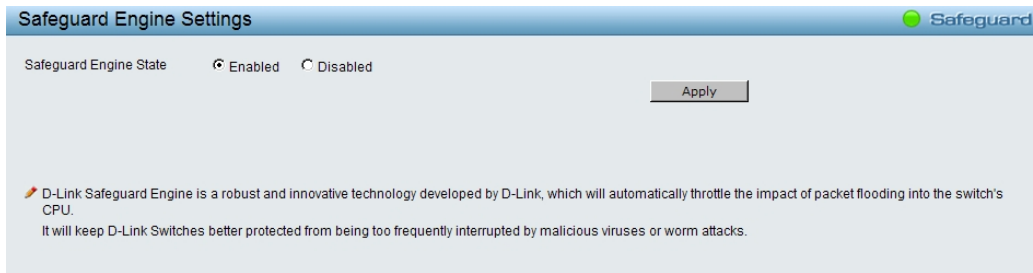 Safeguard Engine Settings
Safeguard
Safeguard Engine State
Enabled
Disabled
Apply
D-Link Safeguard Engine is a robust and innovative technology developed by D-Link, which will automatically throttle the impact of packet flooding into the switch's
CPU.
It will keep D-Link Switches better protected from being too frequently interrupted by malicious viruses or worm attacks.